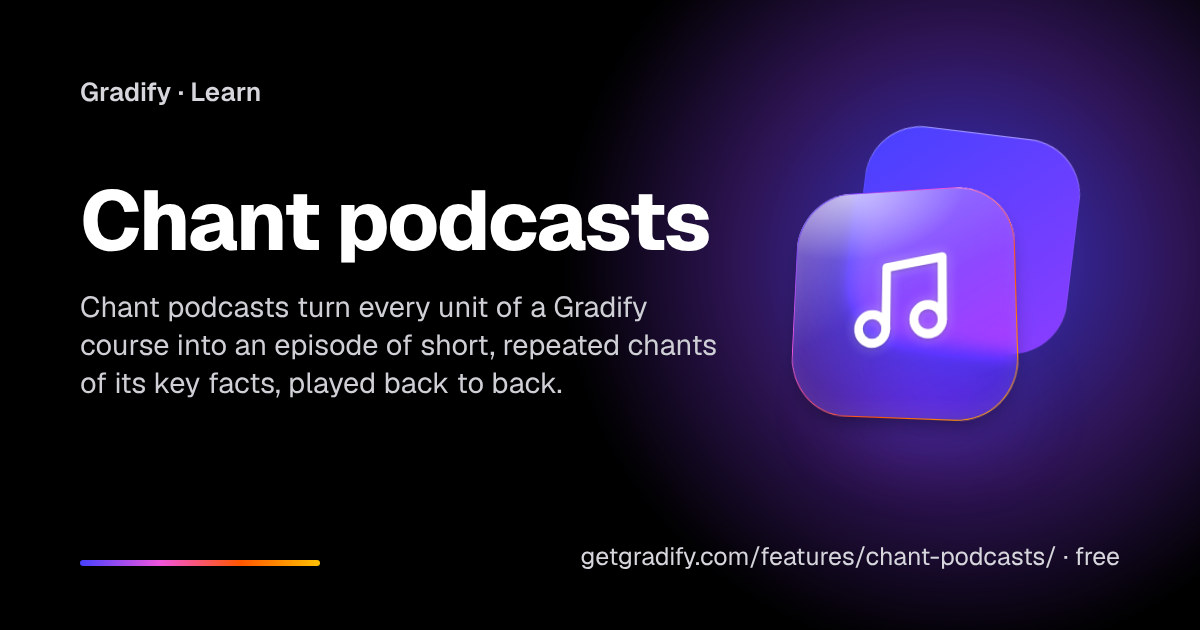 Gradify · Learn
Chant podcasts
Chant podcasts turn every unit of a Gradify
course into an episode of short, repeated chants
of its key facts, played back to back.
getgradify.com/features/chant-podcasts/ · free